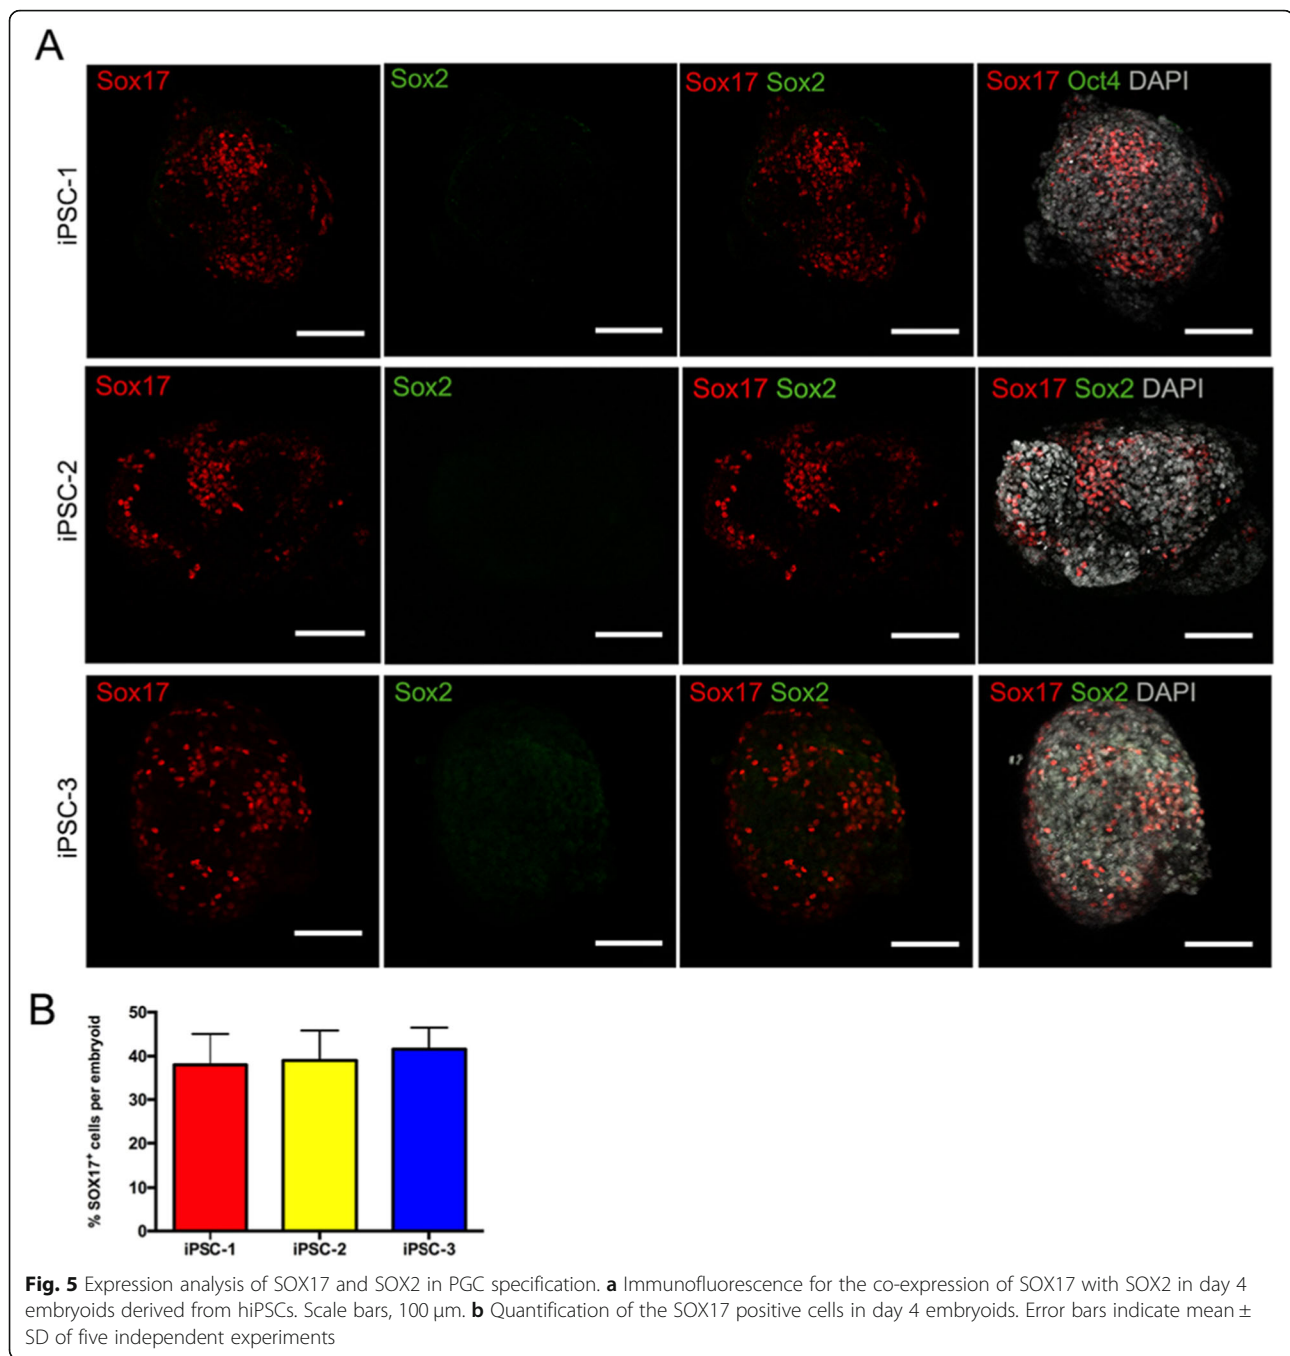 A
Sox17
Sox2
Sox17 Sox2
Sox17 Oct4 DAPI
iPSC-1
Sox17
Sox2
Sox17 Sox2
Sox17 Sox2 DAPI
iPSC-2
Sox17
Sox2
Sox17 Sox2
Sox17 Sox2 DAPI
iPSC-3
B
% SOX17⁺ cells per embryoid
50
40
30
20
10
0
iPSC-1 iPSC-2 iPSC-3
Fig. 5 Expression analysis of SOX17 and SOX2 in PGC specification. a Immunofluorescence for the co-expression of SOX17 with SOX2 in day 4
embryoids derived from hiPSCs. Scale bars, 100 μm. b Quantification of the SOX17 positive cells in day 4 embryoids. Error bars indicate mean ±
SD of five independent experiments